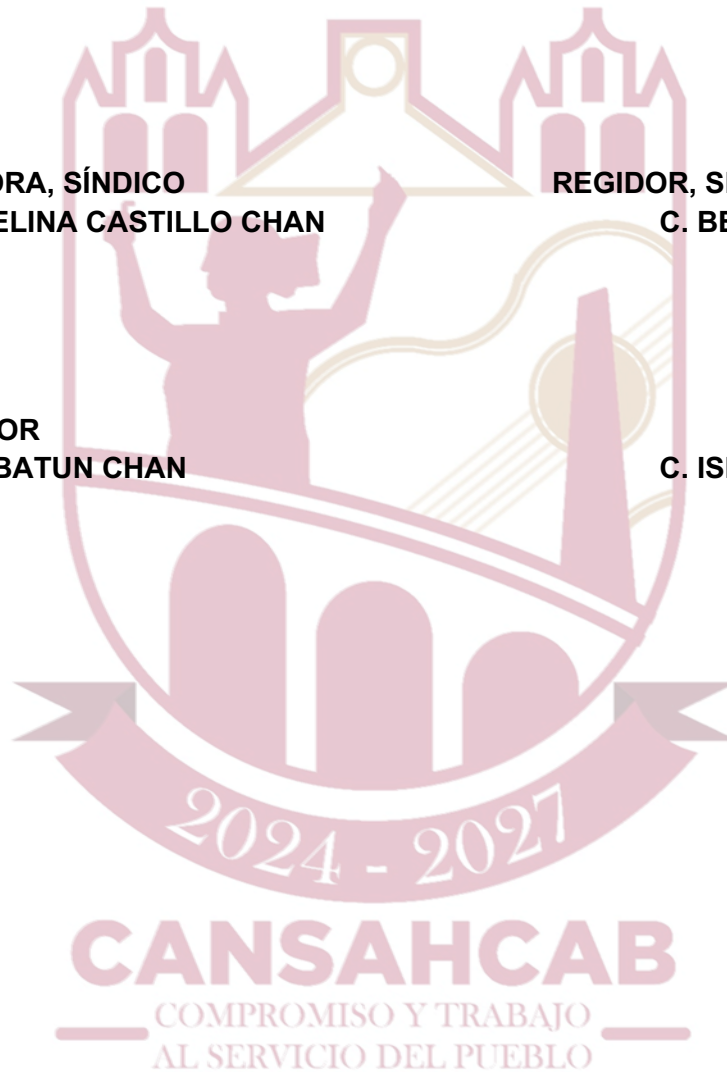 ORA, SÍNDICO
REGIDOR, S
ELINA CASTILLO CHAN
C. BE
OR
BATUN CHAN
C. IS
2024 - 2027
CANSAHCAB
COMPROMISO Y TRABAJO
AL SERVICIO DEL PUEBLO